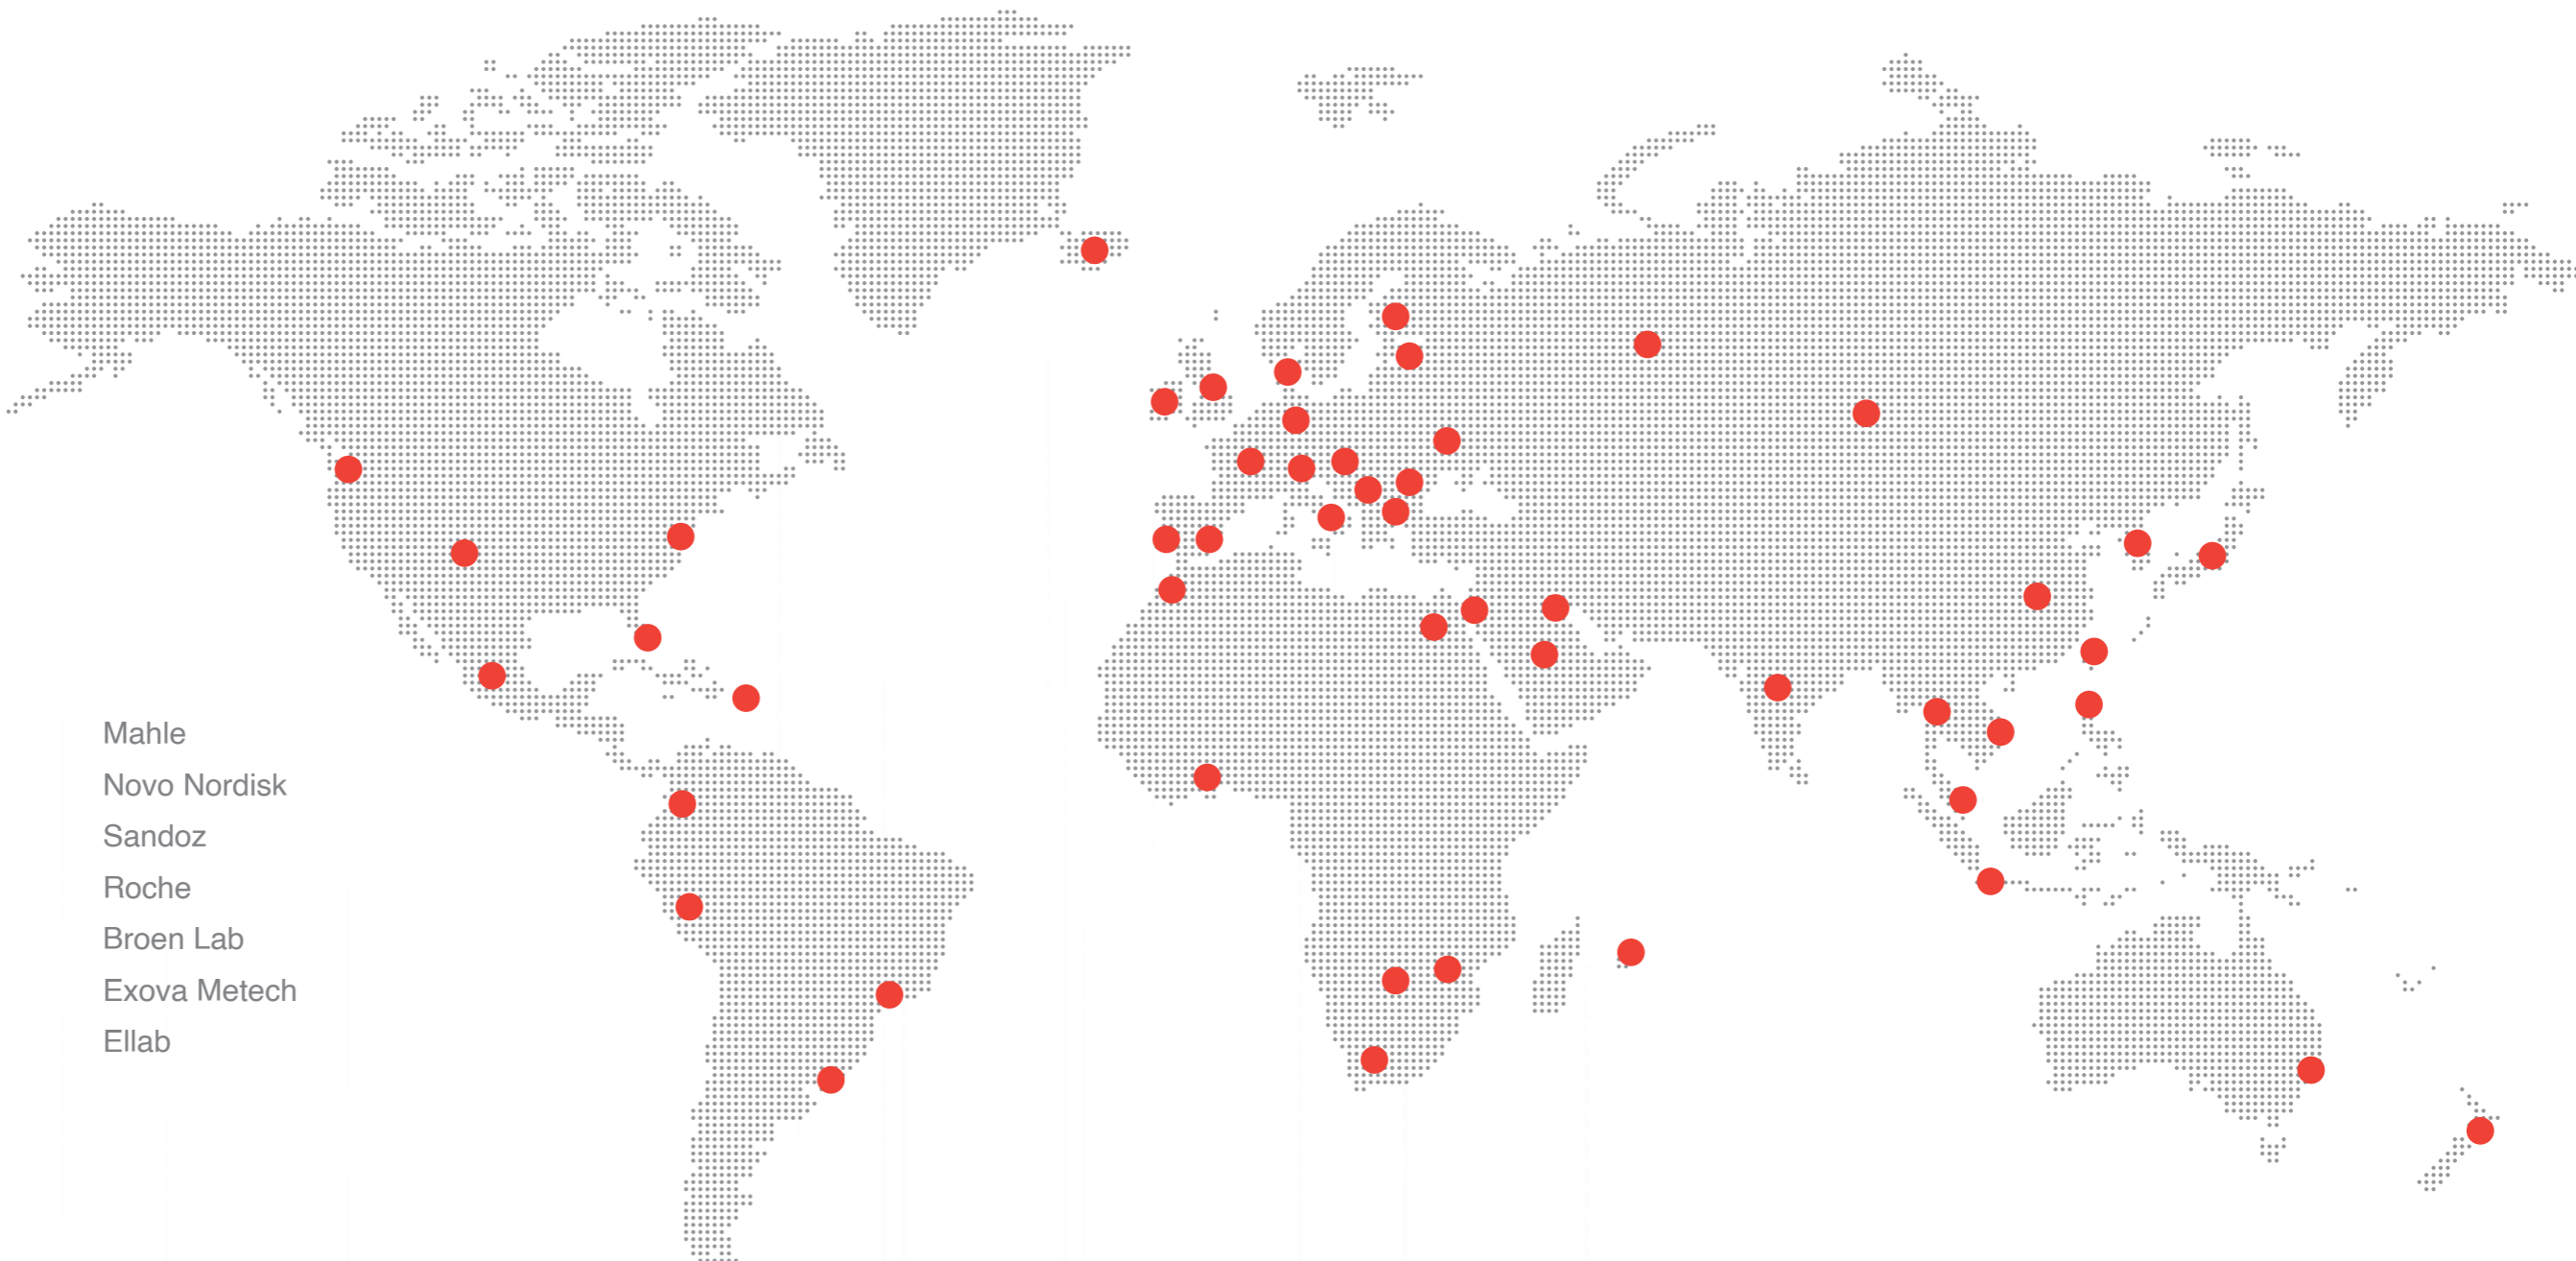 Mahle
Novo Nordisk
Sandoz
Roche
Broen Lab
Exova Metech
Ellab